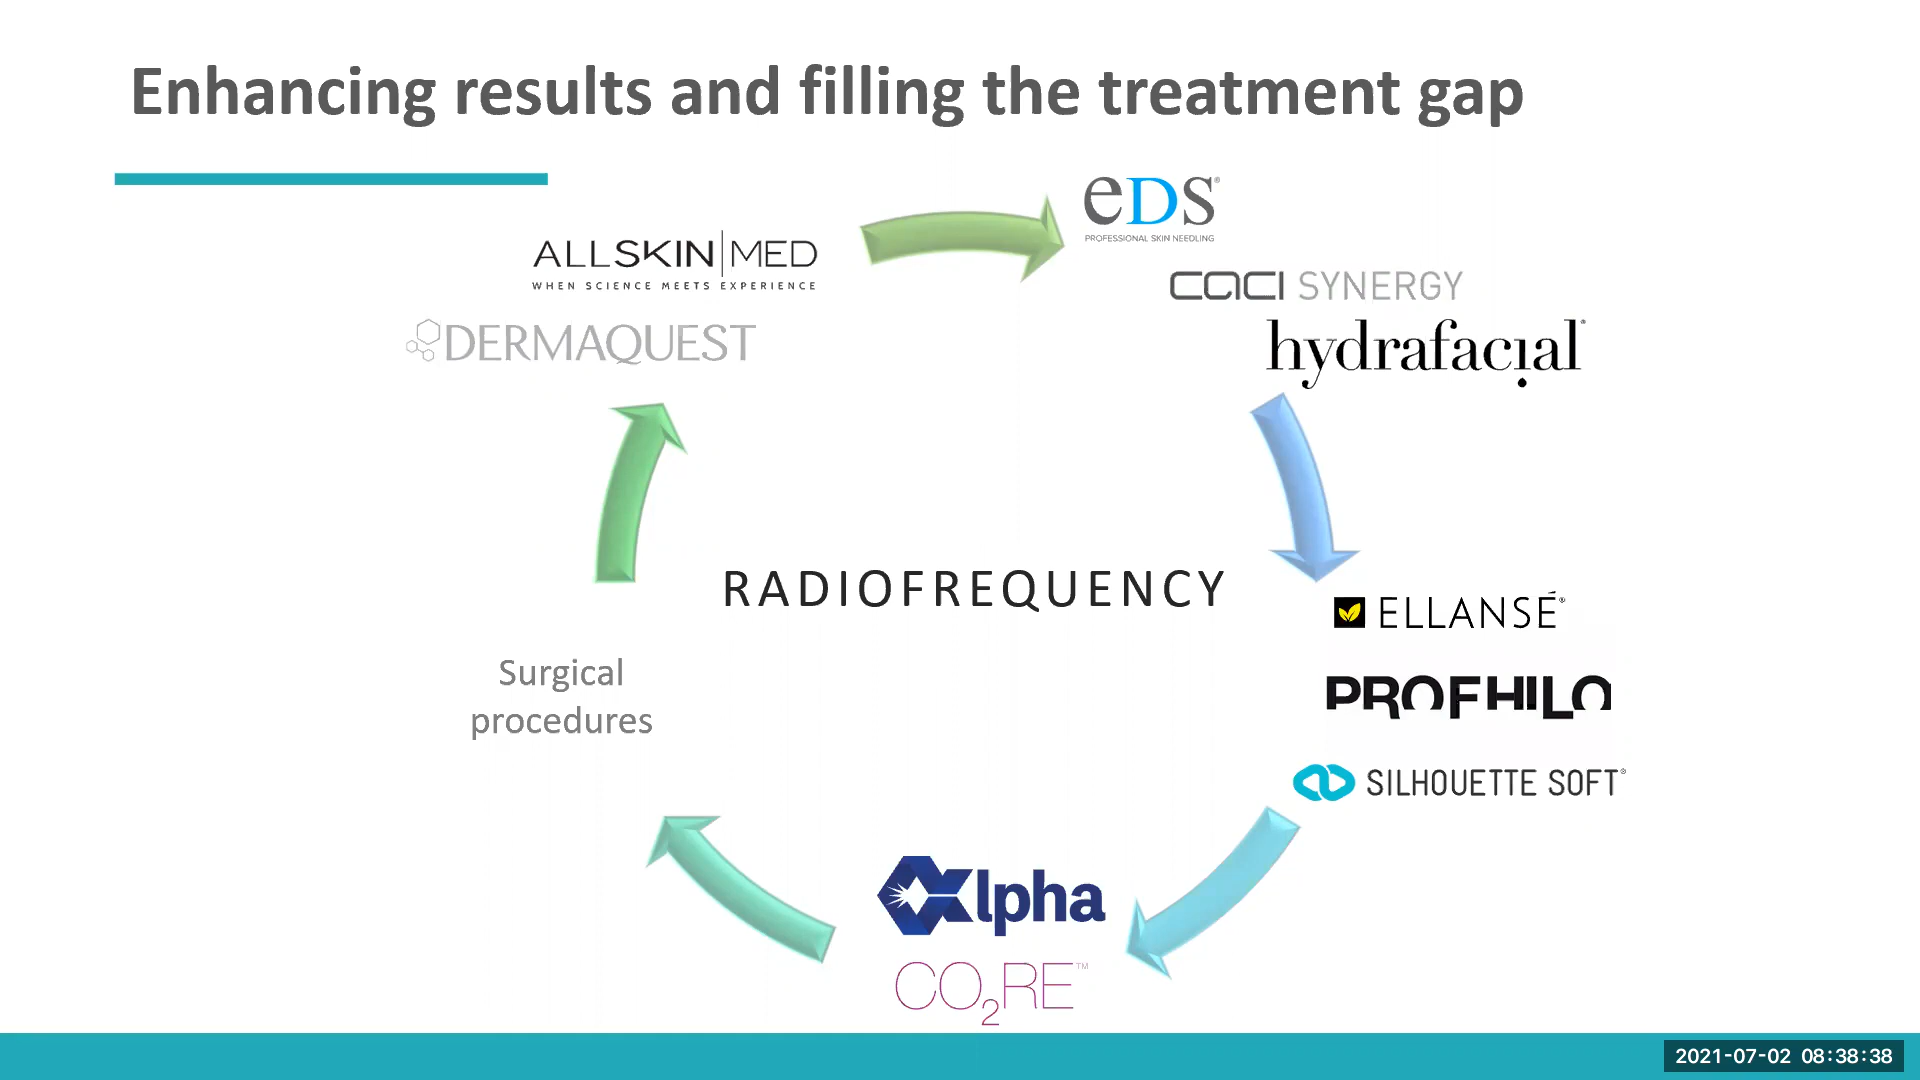 Enhancing results and filling the treatment gap
eDS®
PROFESSIONAL SKIN NEEDLING
ALLSKIN|MED
WHEN SCIENCE MEETS EXPERIENCE
CACI SYNERGY
DERMAQUEST
hydrafacial®
RADIOFREQUENCY
ELLANSÉ®
Surgical
procedures
PROFHILO
SILHOUETTE SOFT®
Alpha
CO₂RE™
2021-07-02 08:38:38